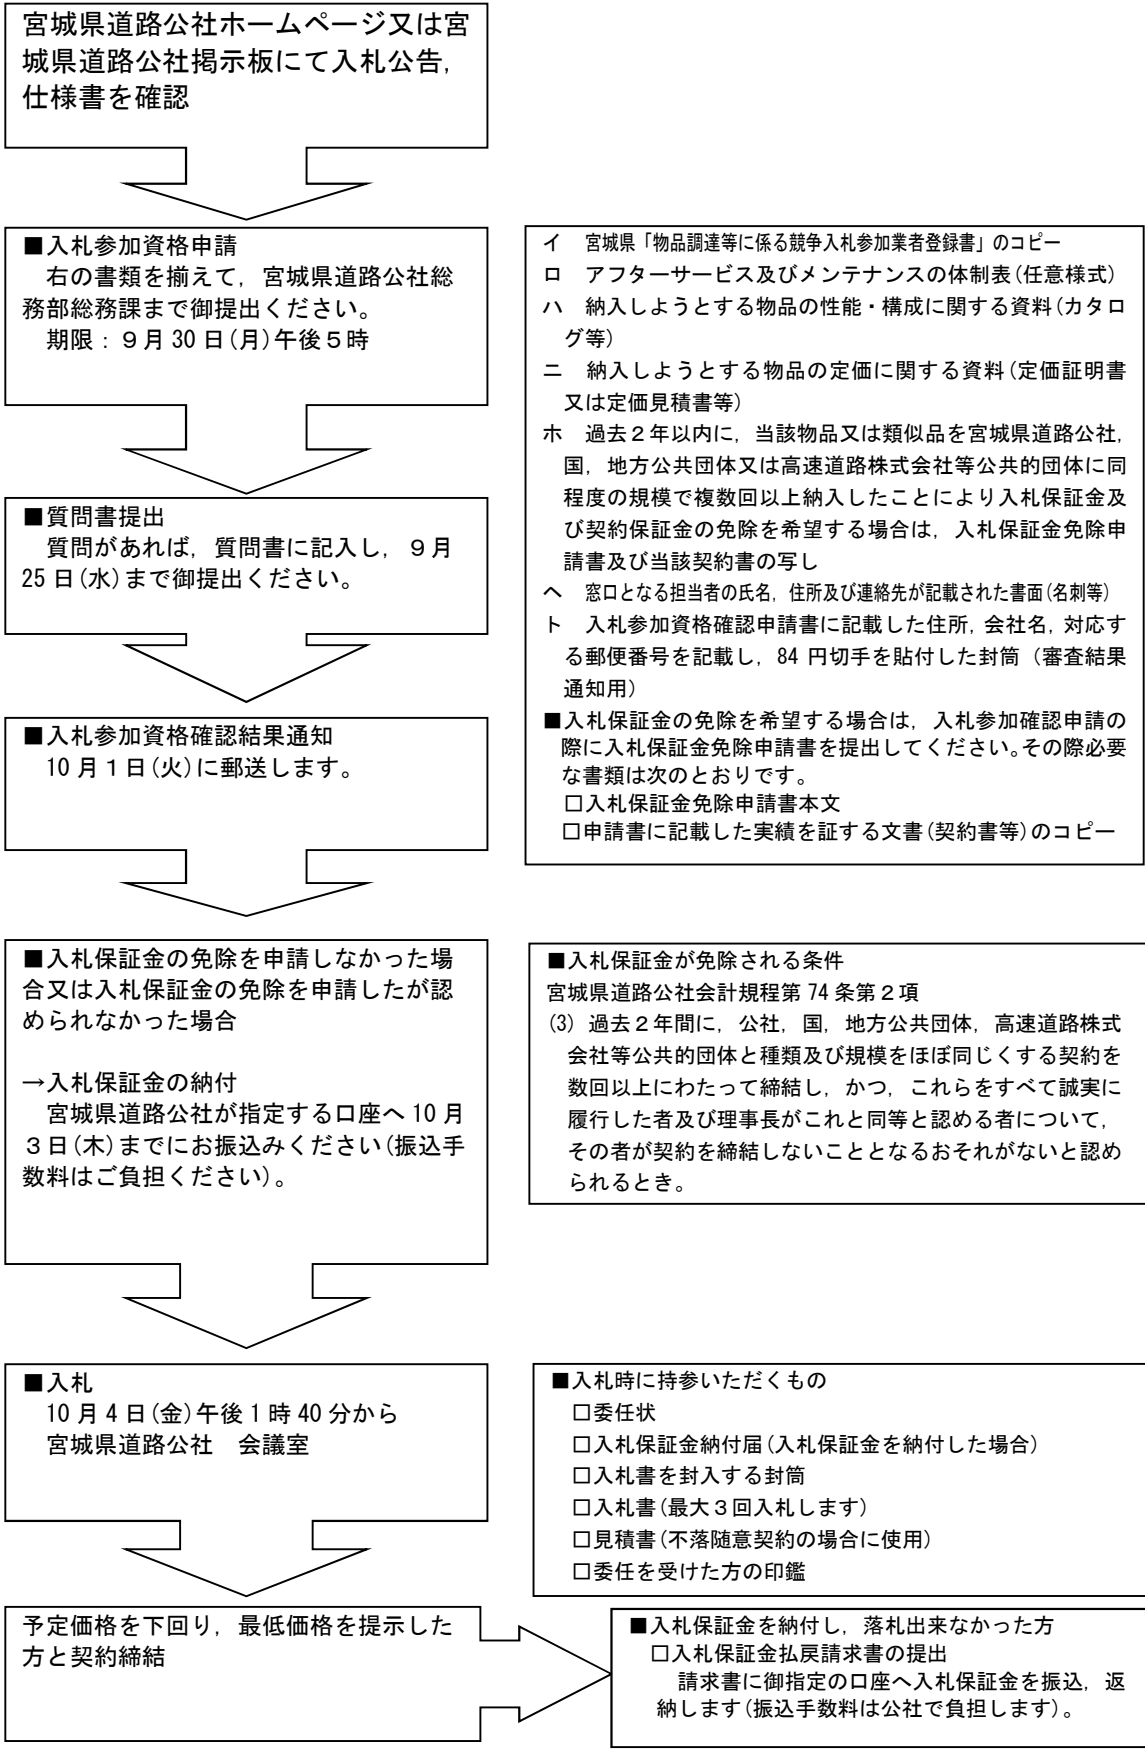 宮城県道路公社ホームページ又は宮
城県道路公社掲示板にて入札公告，
仕様書を確認
■入札参加資格申請
右の書類を揃えて，宮城県道路公社総
務部総務課まで御提出ください。
期限：９月30日(月)午後５時
イ　宮城県「物品調達等に係る競争入札参加業者登録書」のコピー
ロ　アフターサービス及びメンテナンスの体制表(任意様式)
ハ　納入しようとする物品の性能・構成に関する資料(カタロ
グ等)
ニ　納入しようとする物品の定価に関する資料(定価証明書
又は定価見積書等)
ホ　過去２年以内に，当該物品又は類似品を宮城県道路公社，
国，地方公共団体又は高速道路株式会社等公共的団体に同
程度の規模で複数回以上納入したことにより入札保証金及
び契約保証金の免除を希望する場合は，入札保証金免除申
請書及び当該契約書の写し
ヘ　窓口となる担当者の氏名，住所及び連絡先が記載された書面(名刺等)
ト　入札参加資格確認申請書に記載した住所，会社名，対応す
る郵便番号を記載し，84円切手を貼付した封筒（審査結果
通知用）
■入札保証金の免除を希望する場合は，入札参加確認申請の
際に入札保証金免除申請書を提出してください。その際必要
な書類は次のとおりです。
□入札保証金免除申請書本文
□申請書に記載した実績を証する文書(契約書等)のコピー
■質問書提出
質問があれば，質問書に記入し，９月
25日(水)まで御提出ください。
■入札参加資格確認結果通知
10月１日(火)に郵送します。
■入札保証金の免除を申請しなかった場
合又は入札保証金の免除を申請したが認
められなかった場合
→入札保証金の納付
宮城県道路公社が指定する口座へ10月
３日(木)までにお振込みください(振込手
数料はご負担ください)。
■入札保証金が免除される条件
宮城県道路公社会計規程第74条第２項
(3) 過去２年間に，公社，国，地方公共団体，高速道路株式
会社等公共的団体と種類及び規模をほぼ同じくする契約を
数回以上にわたって締結し，かつ，これらをすべて誠実に
履行した者及び理事長がこれと同等と認める者について，
その者が契約を締結しないこととなるおそれがないと認め
られるとき。
■入札
10月4日(金)午後1時40分から
宮城県道路公社　会議室
■入札時に持参いただくもの
□委任状
□入札保証金納付届(入札保証金を納付した場合)
□入札書を封入する封筒
□入札書(最大３回入札します)
□見積書(不落随意契約の場合に使用)
□委任を受けた方の印鑑
予定価格を下回り，最低価格を提示した
方と契約締結
■入札保証金を納付し，落札出来なかった方
□入札保証金払戻請求書の提出
請求書に御指定の口座へ入札保証金を振込，返
納します(振込手数料は公社で負担します)。